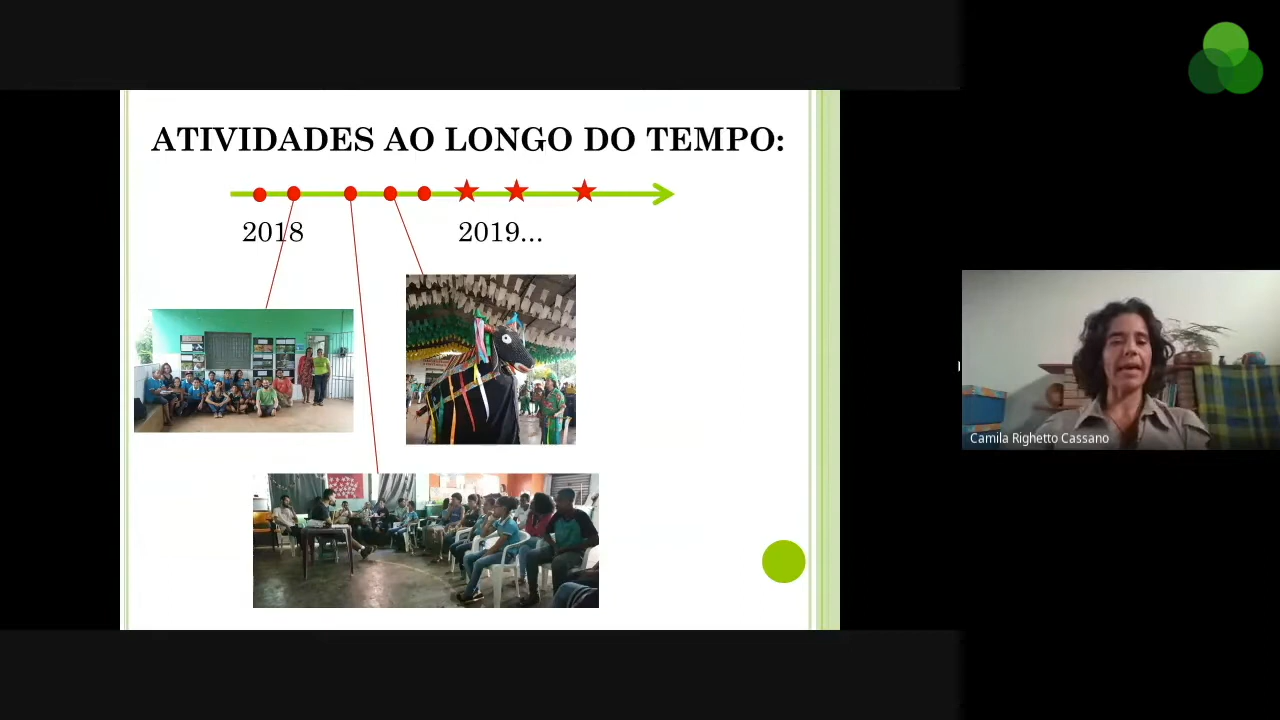 ATIVIDADES AO LONGO DO TEMPO:
2018
2019...
Camila Righetto Cassano